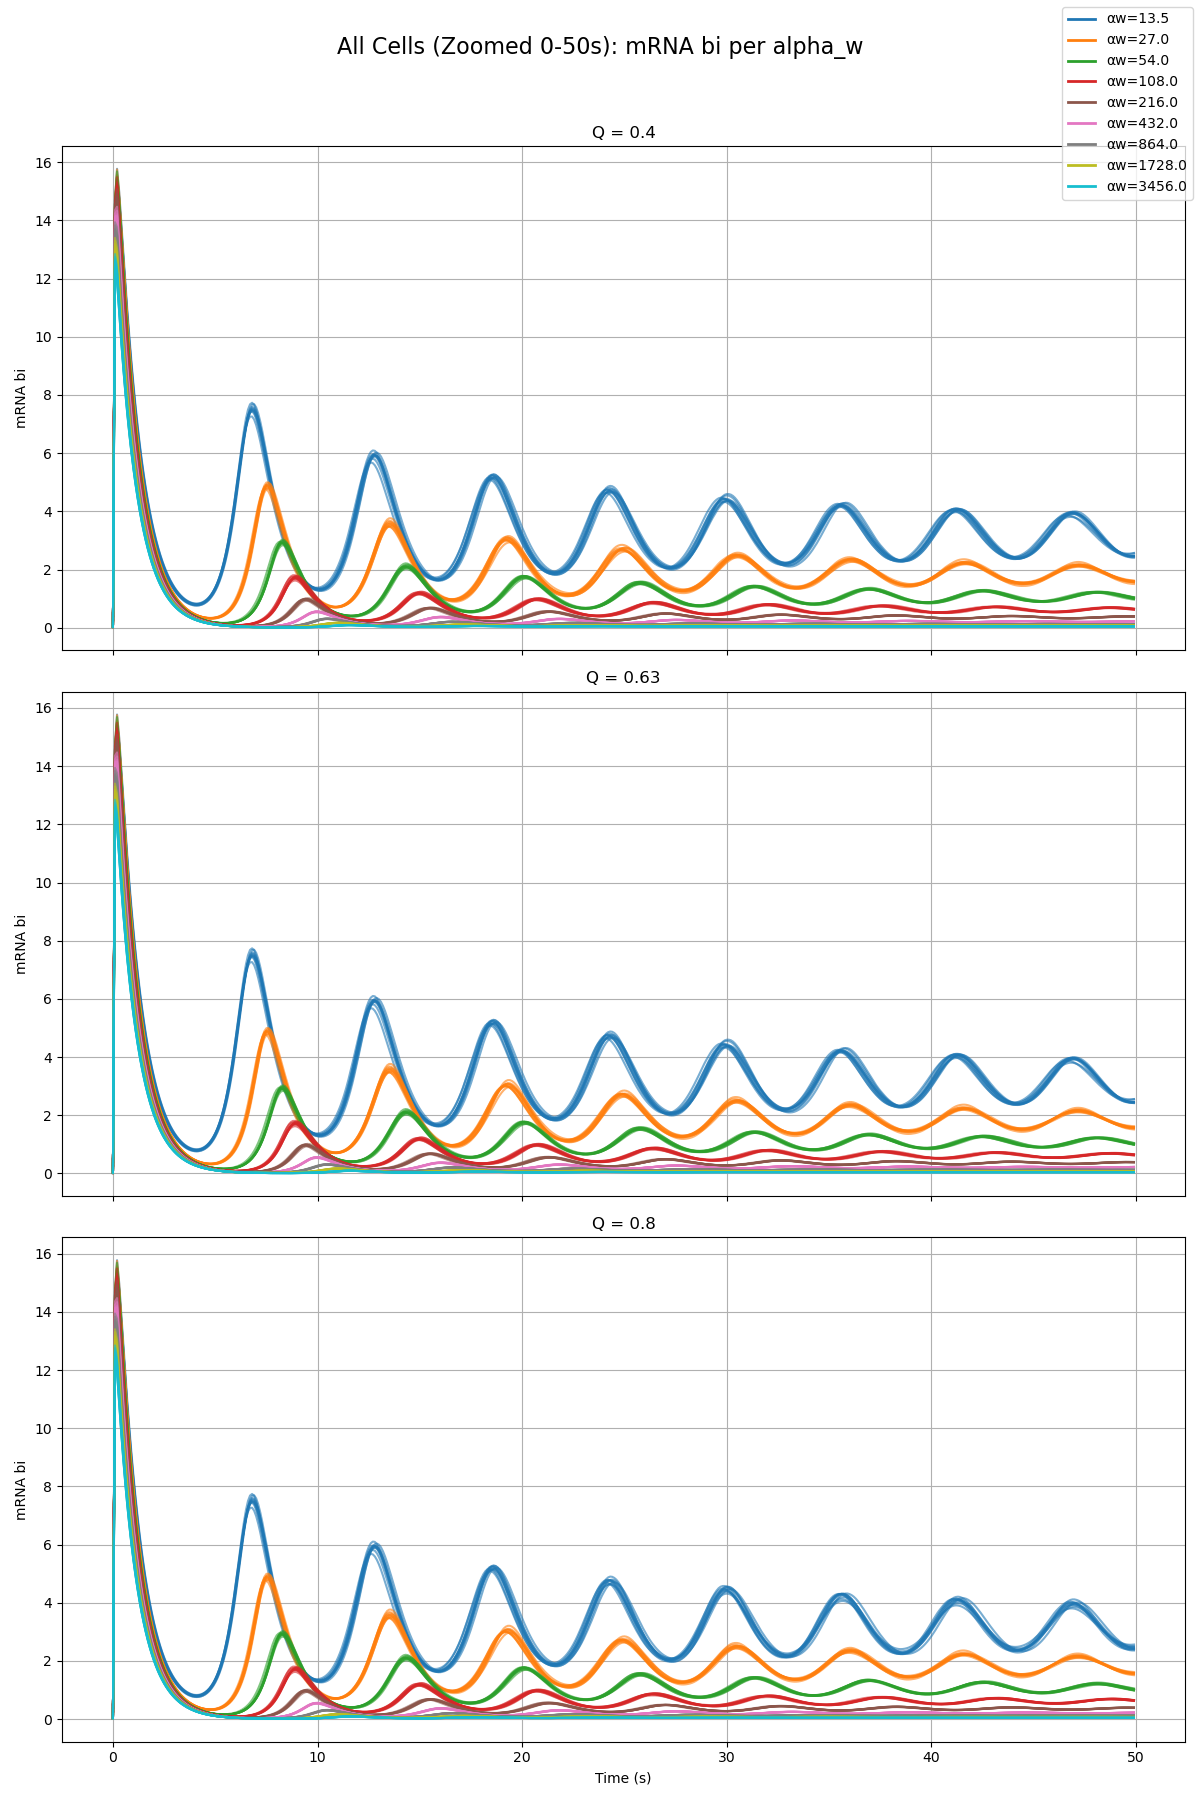 All Cells (Zoomed 0-50s): mRNA bi per alpha_w
αw=13.5
αw=27.0
αw=54.0
αw=108.0
αw=216.0
αw=432.0
αw=864.0
αw=1728.0
αw=3456.0
Q = 0.4
16
14
12
10
8
6
4
2
0
mRNA bi
Q = 0.63
16
14
12
10
8
6
4
2
0
mRNA bi
Q = 0.8
16
14
12
10
8
6
4
2
0
mRNA bi
0 10 20 30 40 50
Time (s)